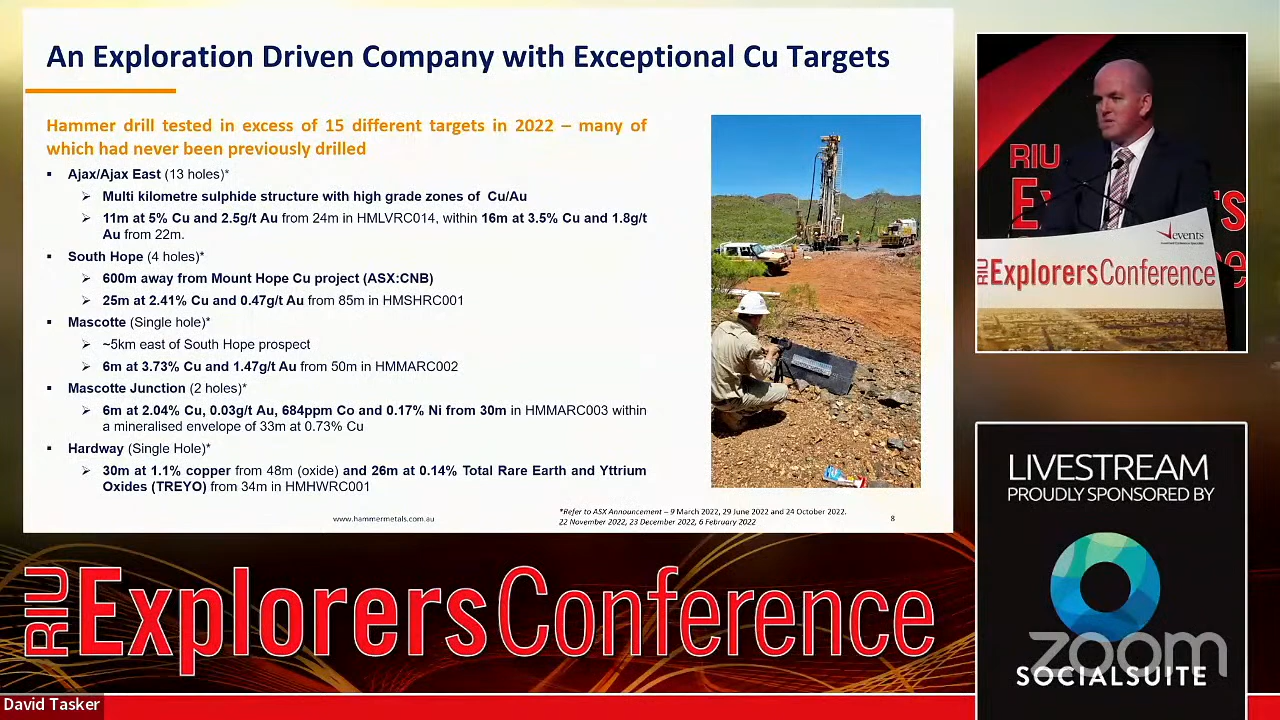 An Exploration Driven Company with Exceptional Cu Targets
Hammer drill tested in excess of 15 different targets in 2022 – many of
which had never been previously drilled
▪ Ajax/Ajax East (13 holes)*
➢ Multi kilometre sulphide structure with high grade zones of Cu/Au
➢ 11m at 5% Cu and 2.5g/t Au from 24m in HMLVRC014, within 16m at 3.5% Cu and 1.8g/t
Au from 22m.
▪ South Hope (4 holes)*
➢ 600m away from Mount Hope Cu project (ASX:CNB)
➢ 25m at 2.41% Cu and 0.47g/t Au from 85m in HMSHRC001
▪ Mascotte (Single hole)*
➢ ~5km east of South Hope prospect
➢ 6m at 3.73% Cu and 1.47g/t Au from 50m in HMMARC002
▪ Mascotte Junction (2 holes)*
➢ 6m at 2.04% Cu, 0.03g/t Au, 684ppm Co and 0.17% Ni from 30m in HMMARC003 within
a mineralised envelope of 33m at 0.73% Cu
▪ Hardway (Single Hole)*
➢ 30m at 1.1% copper from 48m (oxide) and 26m at 0.14% Total Rare Earth and Yttrium
Oxides (TREYO) from 34m in HMHWRC001
www.hammermetals.com.au
*Refer to ASX Announcement – 9 March 2022, 29 June 2022 and 24 October 2022.
22 November 2022, 23 December 2022, 6 February 2022
8
RIU
Ex
rs
ce
events
RIU ExplorersConference
LIVESTREAM
PROUDLY SPONSORED BY
SOCIALSUITE
zoom
RIU ExplorersConference
David Tasker